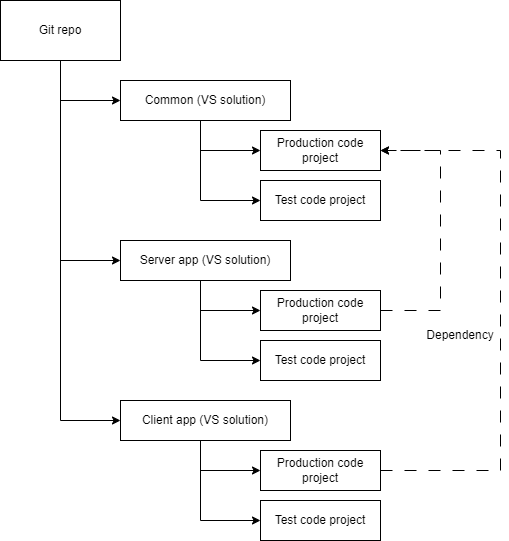 Git repo
Common (VS solution)
Production code
project
Test code project
Server app (VS solution)
Production code
project
Dependency
Test code project
Client app (VS solution)
Production code
project
Test code project